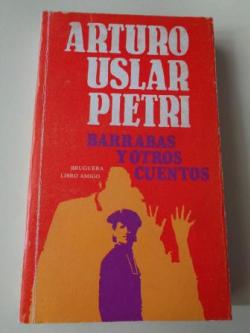 ARTURO
USLAR
PIETRI
BARRABAS
Y OTROS
CUENTOS
BRUGUERA
LIBRO AMIGO